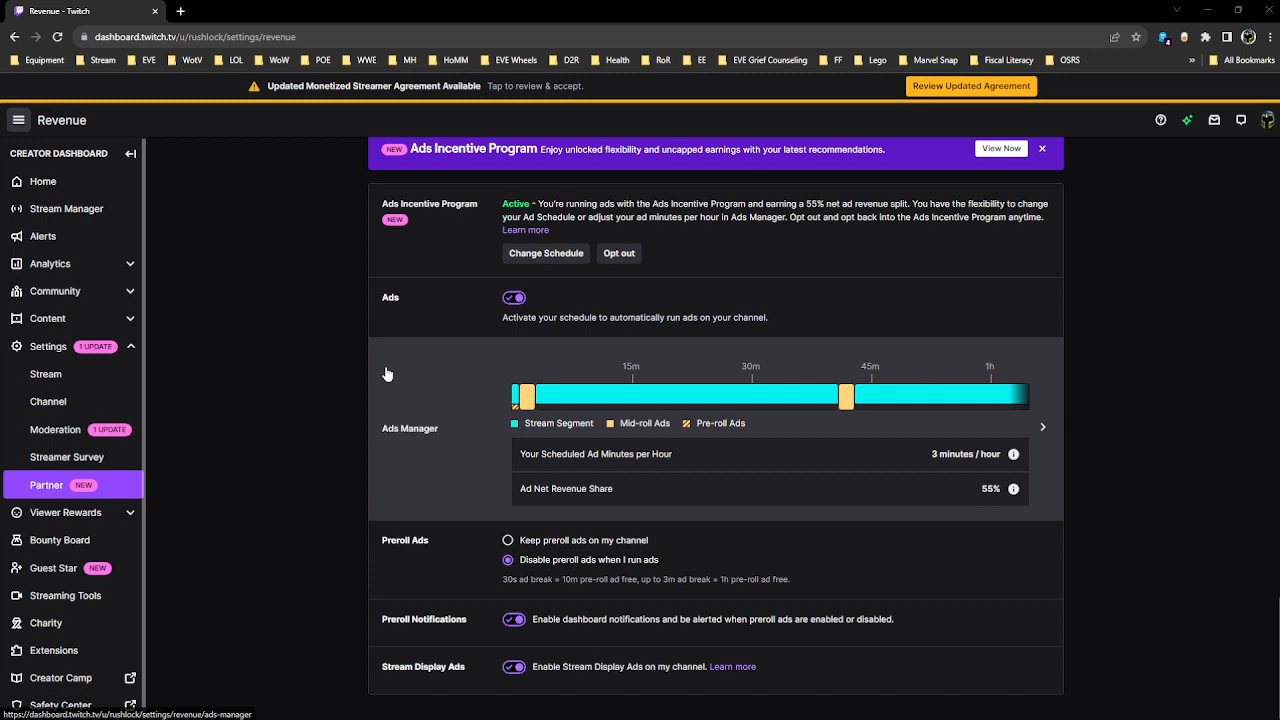 Revenue - Twitch
dashboard.twitch.tv/u/rushlock/settings/revenue
Equipment Stream EVE WotV LOL WoW POE WWE MH HoMM EVE Wheels D2R Health RoR EE EVE Grief Counseling FF Lego Marvel Snap Fiscal Literacy OSRS » All Bookmarks
Updated Monetized Streamer Agreement Available Tap to review & accept. Review Updated Agreement
Revenue
CREATOR DASHBOARD
Home
Stream Manager
Alerts
Analytics
Community
Content
Settings 1 UPDATE
Stream
Channel
Moderation 1 UPDATE
Streamer Survey
Partner NEW
Viewer Rewards
Bounty Board
Guest Star NEW
Streaming Tools
Charity
Extensions
Creator Camp
Safety Center
https://dashboard.twitch.tv/u/rushlock/settings/revenue/ads-manager
NEW Ads Incentive Program Enjoy unlocked flexibility and uncapped earnings with your latest recommendations. View Now
Ads Incentive Program
NEW
Active - You're running ads with the Ads Incentive Program and earning a 55% net ad revenue split. You have the flexibility to change
your Ad Schedule or adjust your ad minutes per hour in Ads Manager. Opt out and opt back into the Ads Incentive Program anytime.
Learn more
Change Schedule Opt out
Ads
Activate your schedule to automatically run ads on your channel.
15m 30m 45m 1h
Stream Segment Mid-roll Ads Pre-roll Ads
Ads Manager
Your Scheduled Ad Minutes per Hour 3 minutes / hour
Ad Net Revenue Share 55%
Preroll Ads Keep preroll ads on my channel
Disable preroll ads when I run ads
30s ad break = 10m pre-roll ad free, up to 3m ad break = 1h pre-roll ad free.
Preroll Notifications Enable dashboard notifications and be alerted when preroll ads are enabled or disabled.
Stream Display Ads Enable Stream Display Ads on my channel. Learn more